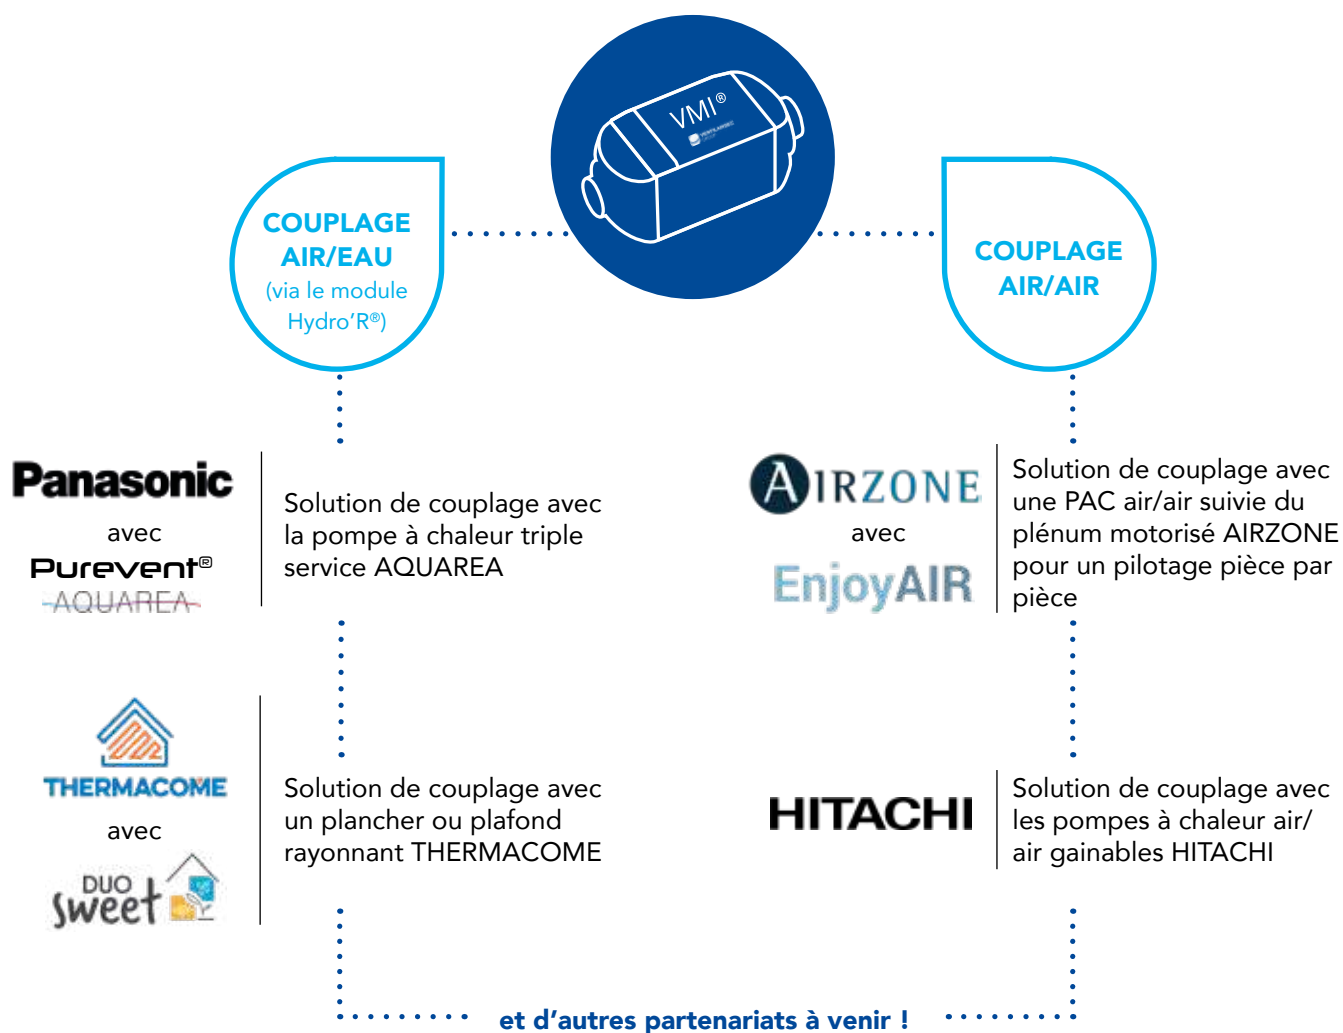 VMI®
VENTILAIRSEC
GROUP
COUPLAGE
AIR/EAU
(via le module
Hydro’R®)
COUPLAGE
AIR/AIR
Panasonic
avec
Purevent®
AQUAREA
Solution de couplage avec
la pompe à chaleur triple
service AQUAREA
AIRZONE
avec
EnjoyAIR
Solution de couplage avec
une PAC air/air suivie du
plénum motorisé AIRZONE
pour un pilotage pièce par
pièce
THERMACOME
avec
DUO
sweet
Solution de couplage avec
un plancher ou plafond
rayonnant THERMACOME
HITACHI
Solution de couplage avec
les pompes à chaleur air/
air gainables HITACHI
et d’autres partenariats à venir !